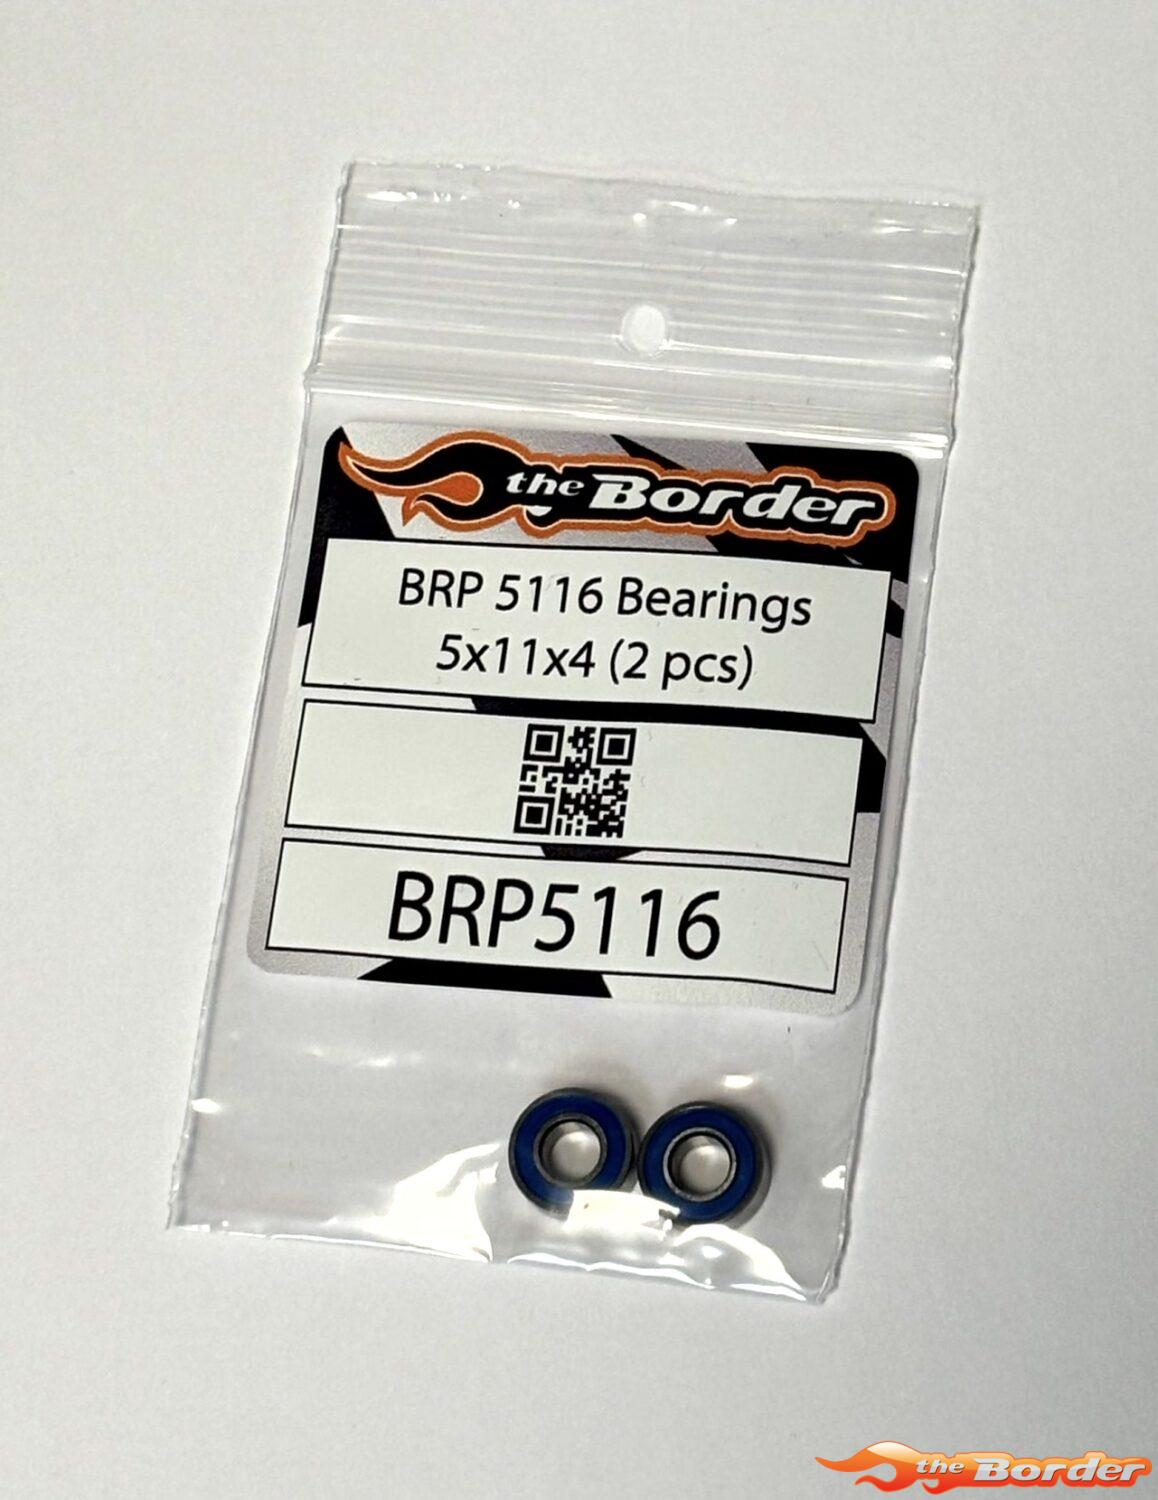 the Border
BRP 5116 Bearings
5x11x4 (2 pcs)
BRP5116
the Border